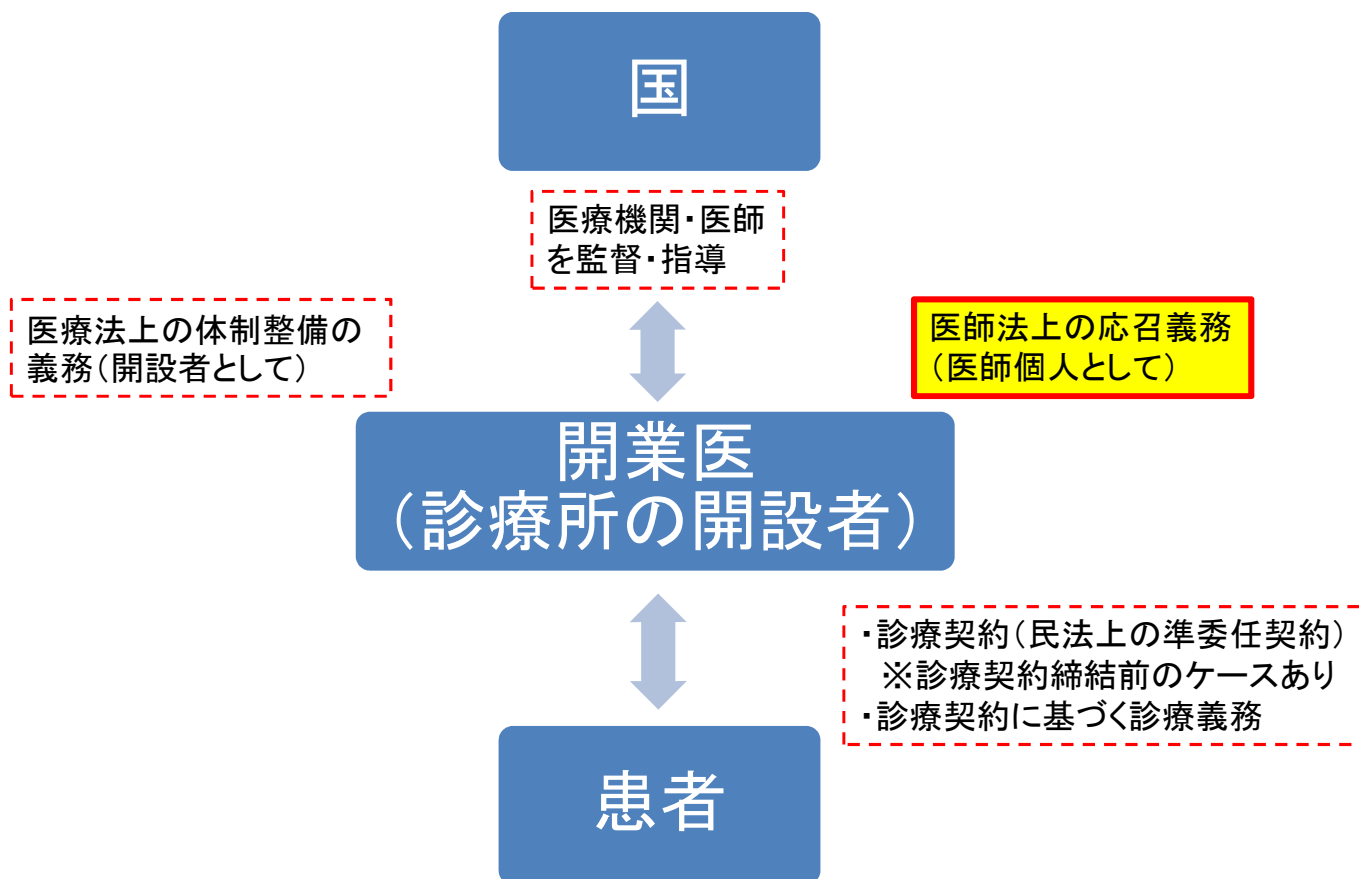 国
医療機関・医師
を監督・指導
医療法上の体制整備の
義務（開設者として）
医師法上の応召義務
（医師個人として）
開業医
（診療所の開設者）
・診療契約（民法上の準委任契約）
※診療契約締結前のケースあり
・診療契約に基づく診療義務
患者